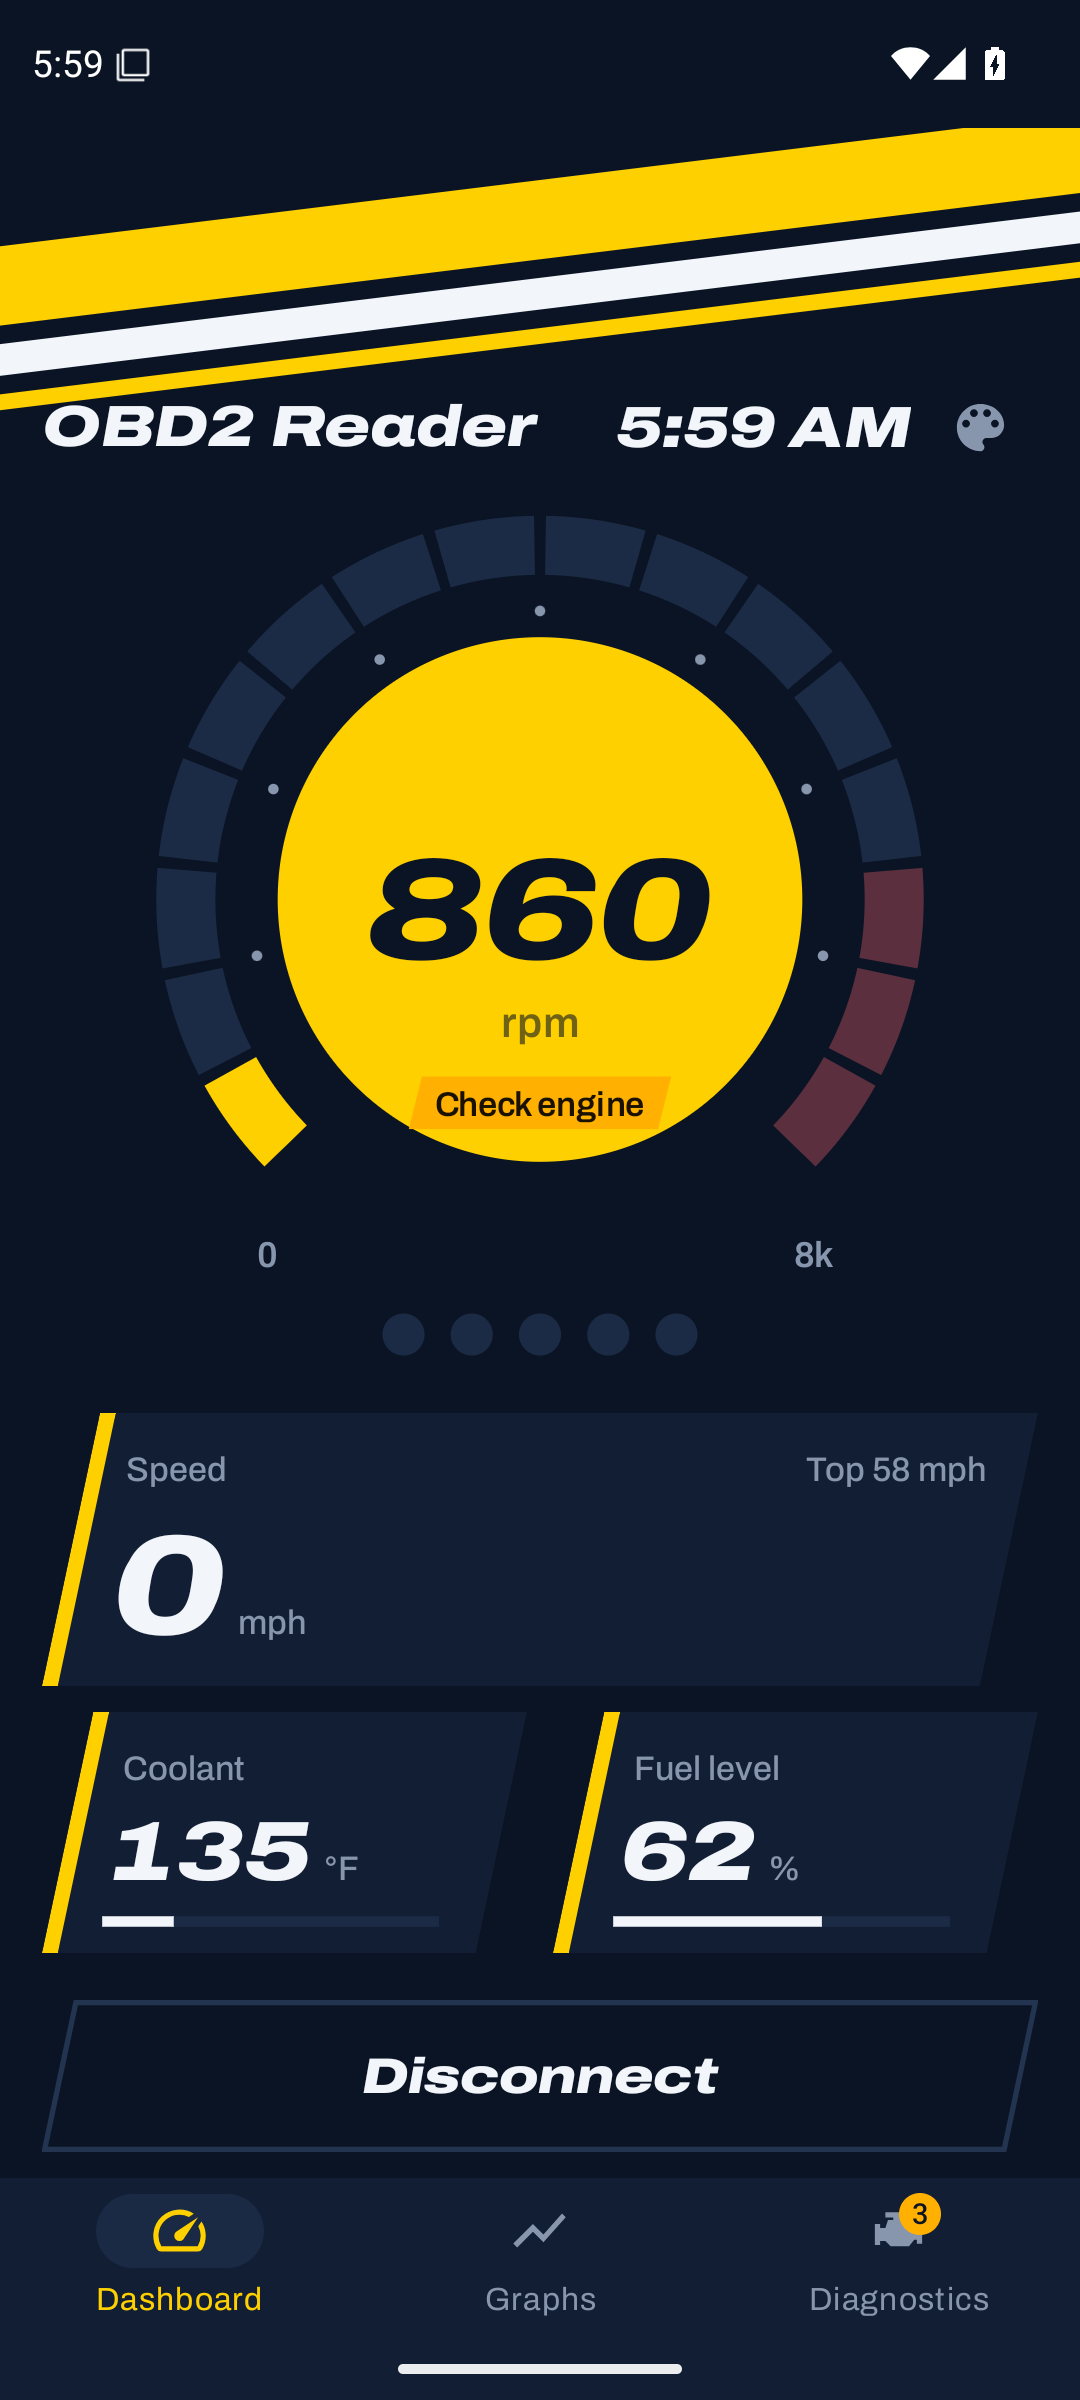 5:59
OBD2 Reader 5:59 AM
860
rpm
Check engine
0 8k
Speed Top 58 mph
0 mph
Coolant Fuel level
135 °F 62 %
Disconnect
3
Dashboard Graphs Diagnostics